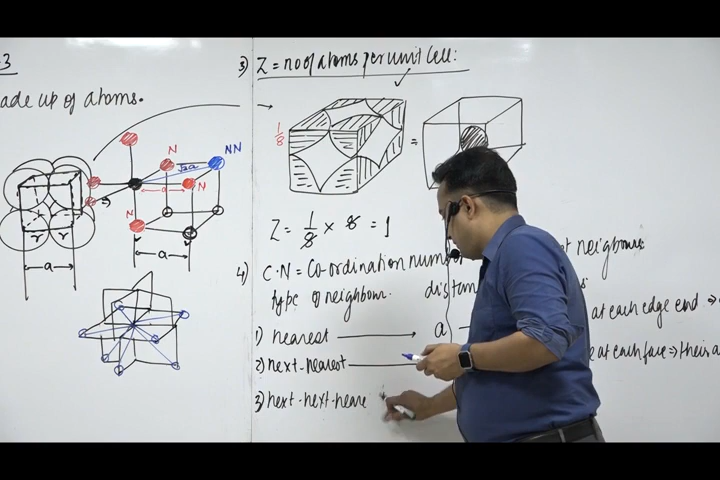 -3
ade up of atoms.
N
NN
√2a
N
a
N
r
r
a
a
3) Z = no of atoms per unit Cell:
1/8
=
Z = 1/8 × 8 = 1
4) C.N = Co-ordination num
neighbours
type of neighbour.
distan
1) nearest
a
at each edge end
2) next-nearest
at each face ⇒ their a
3) next-next-neare